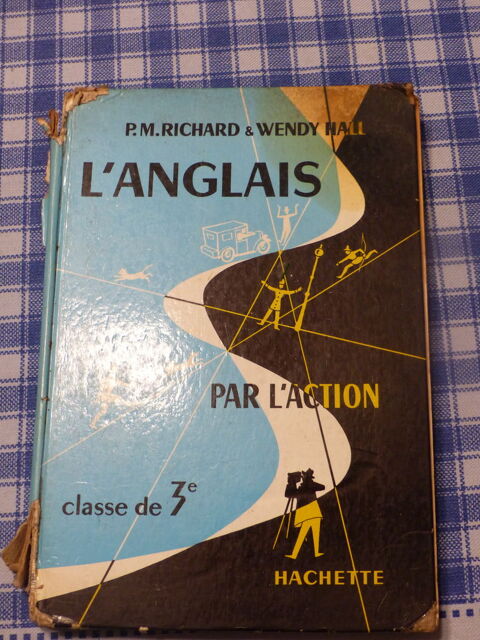 P.M. RICHARD & WENDY HALL
L'ANGLAIS
PAR L'ACTION
classe de 3e
HACHETTE